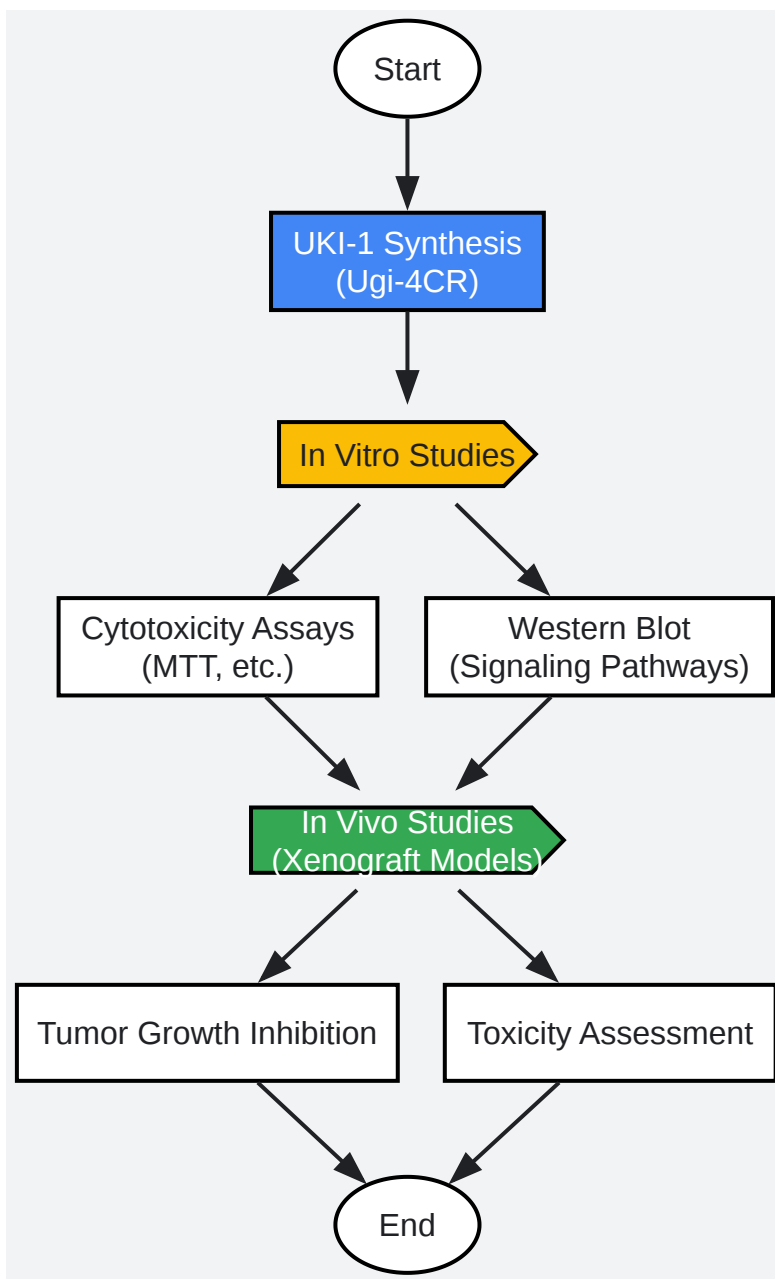 Start
UKI-1 Synthesis
(Ugi-4CR)
In Vitro Studies
Cytotoxicity Assays
(MTT, etc.)
Western Blot
(Signaling Pathways)
In Vivo Studies
(Xenograft Models)
Tumor Growth Inhibition
Toxicity Assessment
End